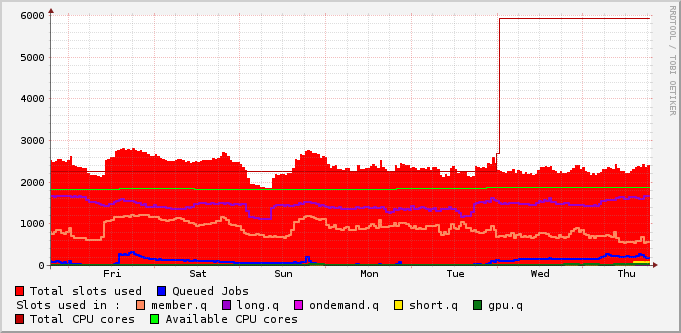 RRDTOOL / TOBI OETIKER
6000
5000
4000
3000
2000
1000
0
Fri Sat Sun Mon Tue Wed Thu
Total slots used Queued Jobs
Slots used in : member.q long.q ondemand.q short.q gpu.q
Total CPU cores Available CPU cores